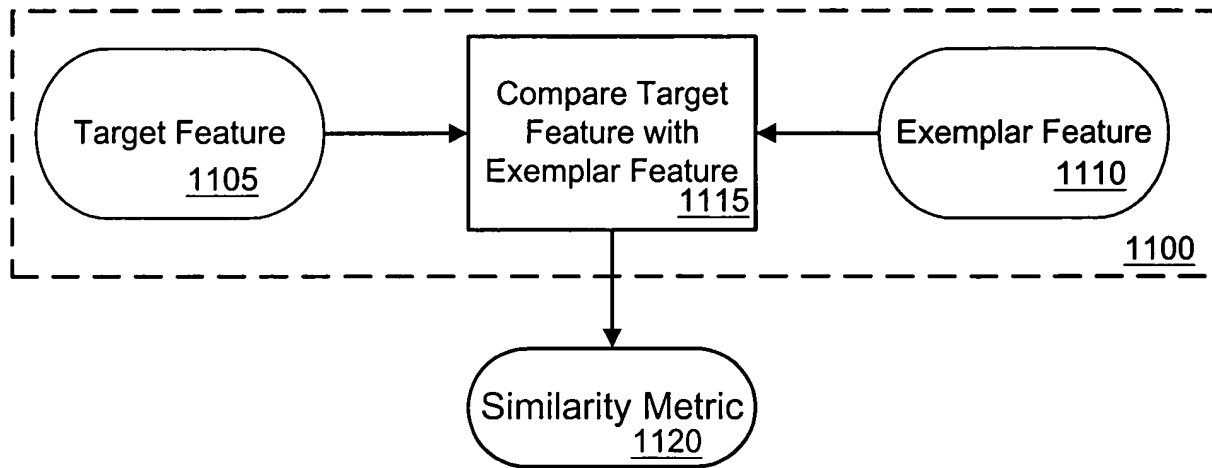 Target Feature
1105
Compare Target
Feature with
Exemplar Feature
1115
Exemplar Feature
1110
1100
Similarity Metric
1120